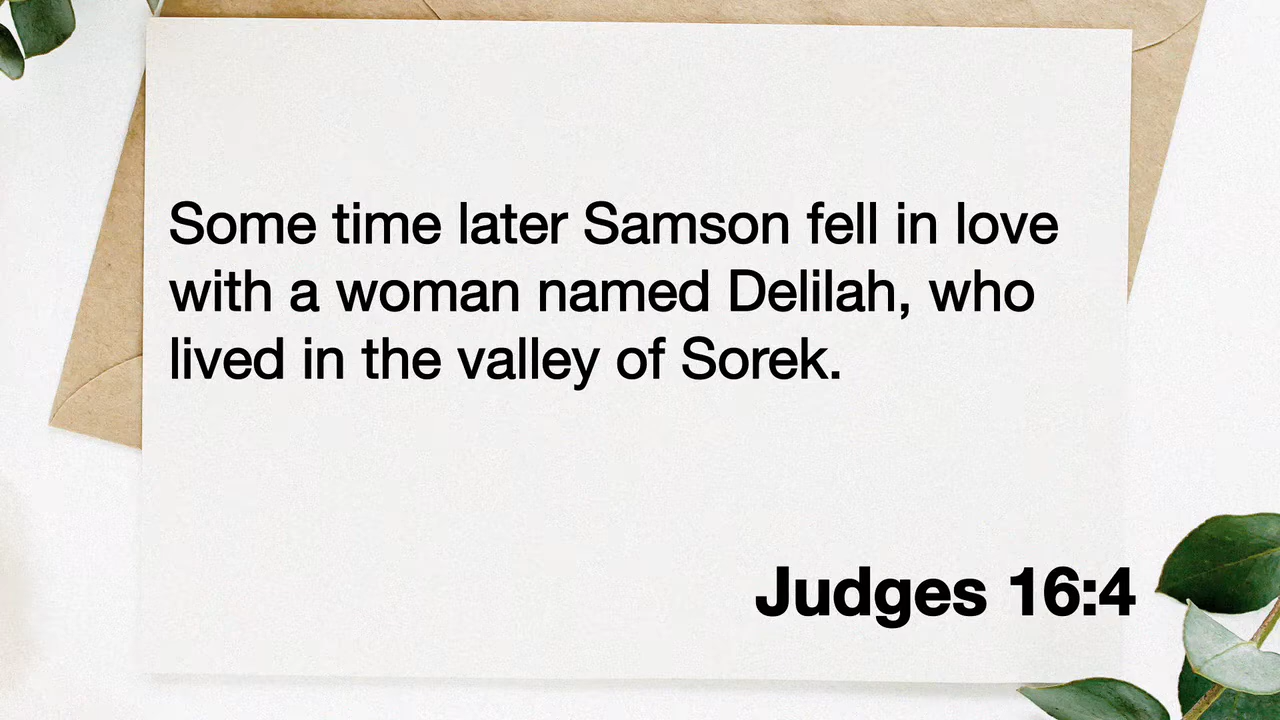 Some time later Samson fell in love
with a woman named Delilah, who
lived in the valley of Sorek.
Judges 16:4